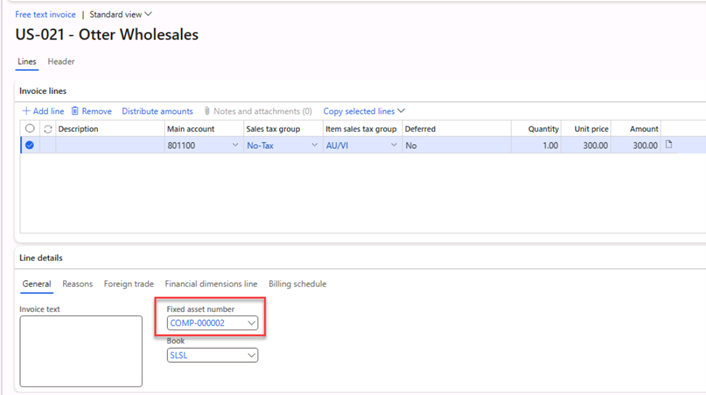 Free text invoice | Standard view
US-021 - Otter Wholesales
Lines Header
Invoice lines
+ Add line Remove Distribute amounts Notes and attachments (0) Copy selected lines
Description Main account Sales tax group Item sales tax group Deferred Quantity Unit price Amount
801100 No-Tax AU/VI No 1.00 300.00 300.00
Line details
General Reasons Foreign trade Financial dimensions line Billing schedule
Invoice text Fixed asset number
COMP-000002
Book
SLSL